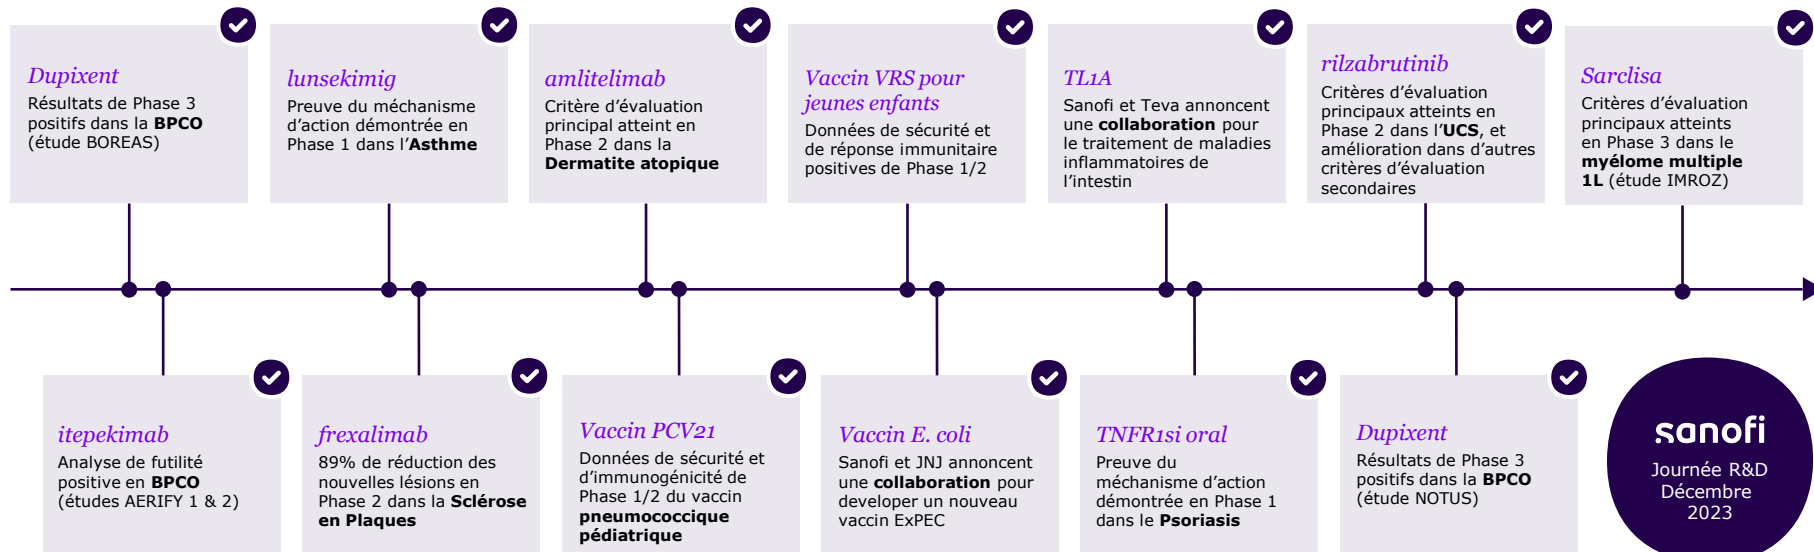 Dupixent
Résultats de Phase 3
positifs dans la BPCO
(étude BOREAS)
lunsekimig
Preuve du méchanisme
d’action démontrée en
Phase 1 dans l’Asthme
amlitelimab
Critère d’évaluation
principal atteint en
Phase 2 dans la
Dermatite atopique
Vaccin VRS pour
jeunes enfants
Données de sécurité et
de réponse immunitaire
positives de Phase 1/2
TL1A
Sanofi et Teva annoncent
une collaboration pour
le traitement de maladies
inflammatoires de
l’intestin
rilzabrutinib
Critères d’évaluation
principaux atteints en
Phase 2 dans l’UCS, et
amélioration dans d’autres
critères d’évaluation
secondaires
Sarclisa
Critères d’évaluation
principaux atteints
en Phase 3 dans le
myélome multiple
1L (étude IMROZ)
itepekimab
Analyse de futilité
positive en BPCO
(études AERIFY 1 & 2)
frexalimab
89% de réduction des
nouvelles lésions en
Phase 2 dans la Sclérose
en Plaques
Vaccin PCV21
Données de sécurité et
d’immunogénicité de
Phase 1/2 du vaccin
pneumococcique
pédiatrique
Vaccin E. coli
Sanofi et JNJ annoncent
une collaboration pour
developer un nouveau
vaccin ExPEC
TNFR1si oral
Preuve du
méchanisme d’action
démontrée en Phase 1
dans le Psoriasis
Dupixent
Résultats de Phase 3
positifs dans la BPCO
(étude NOTUS)
sanofi
Journée R&D
Décembre
2023